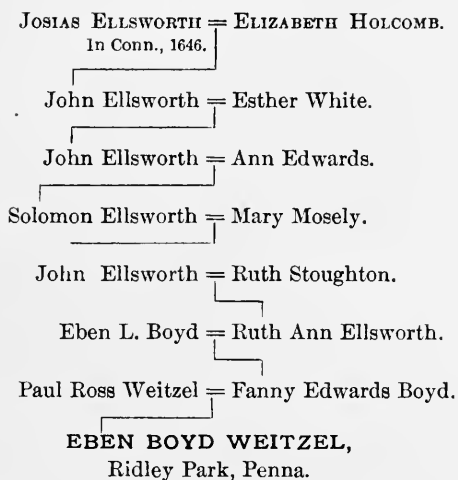 JOSIAS ELLSWORTH = ELIZABETH HOLCOMB.
In Conn., 1646.
John Ellsworth = Esther White.
John Ellsworth = Ann Edwards.
Solomon Ellsworth = Mary Mosely.
John Ellsworth = Ruth Stoughton.
Eben L. Boyd = Ruth Ann Ellsworth.
Paul Ross Weitzel = Fanny Edwards Boyd.
EBEN BOYD WEITZEL,
Ridley Park, Penna.